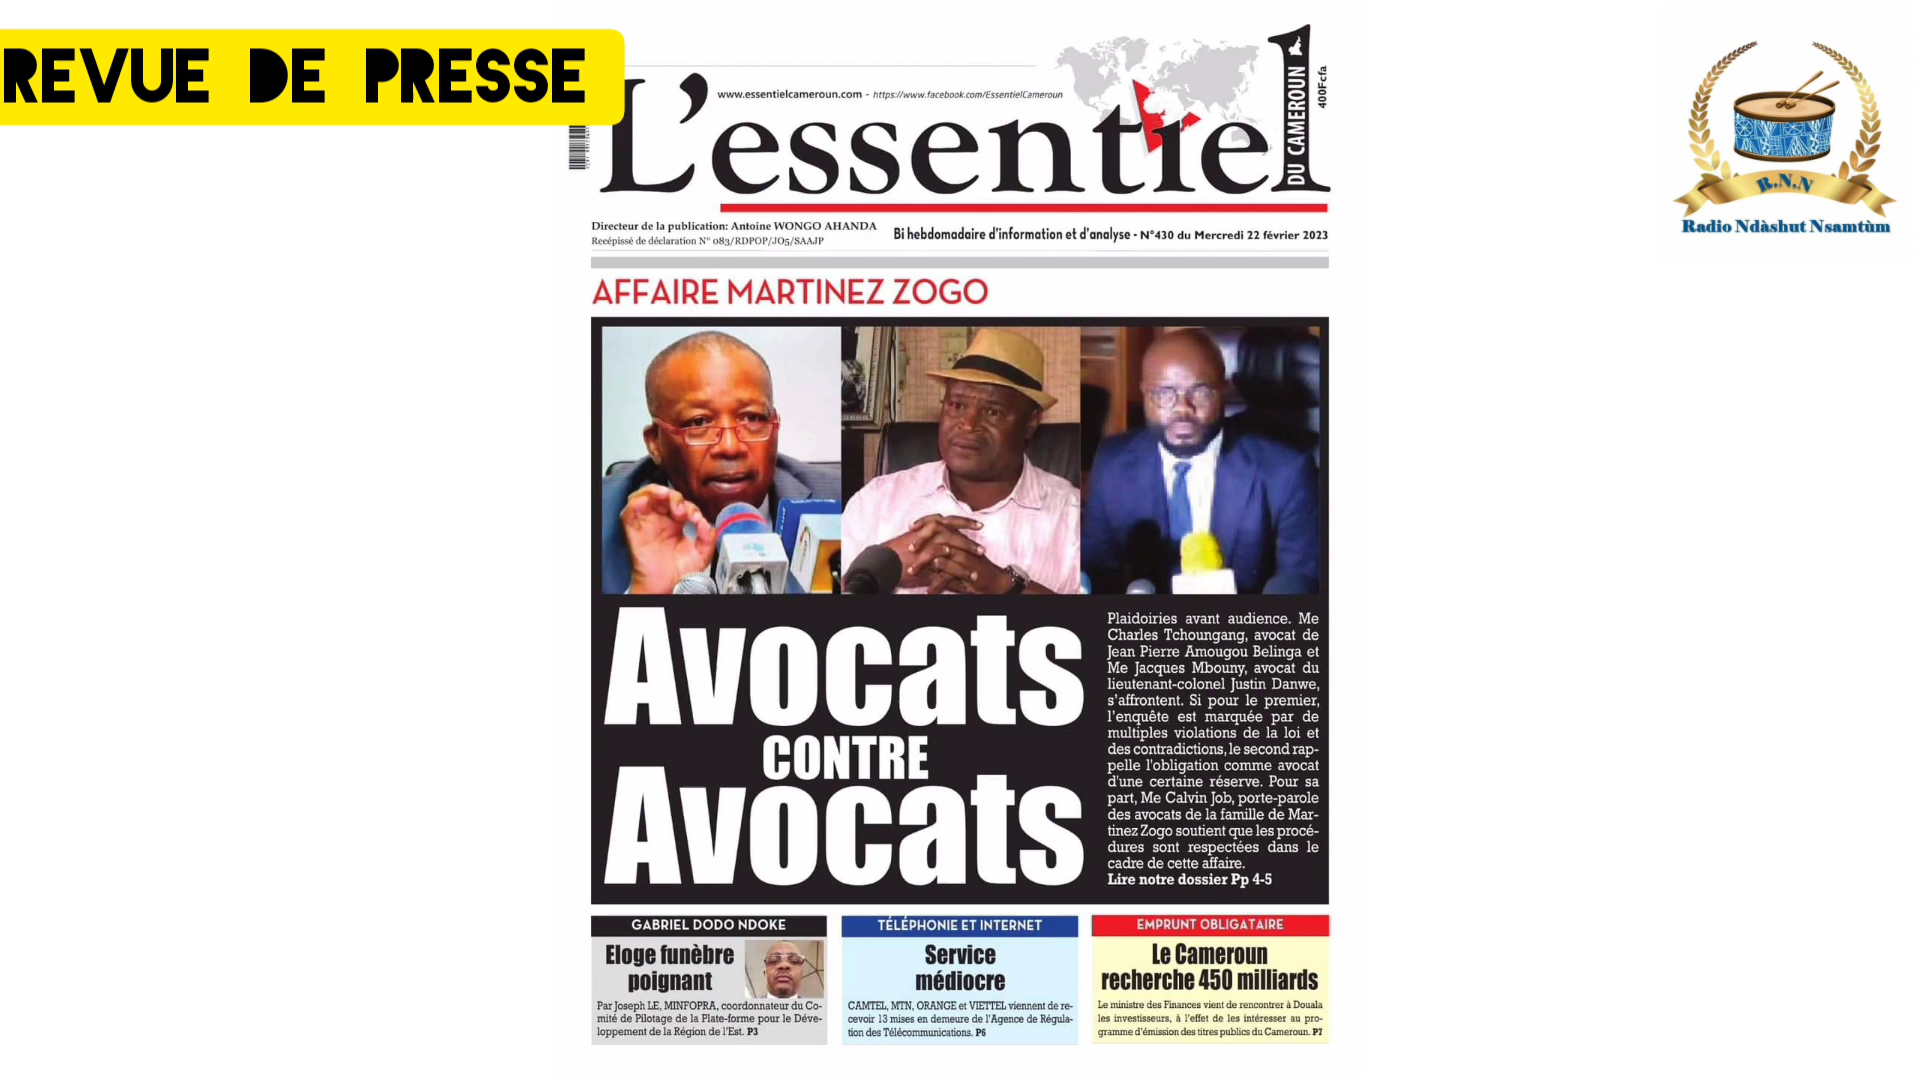 REVUE DE PRESSE
www.essentielcameroun.com - https://www.facebook.com/EssentielCameroun
L'essentiel
DU CAMEROUN
400Fcfa
Directeur de la publication: Antoine WONGO AHANDA
Recépissé de déclaration N° 083/RDPOP/JO5/SAAJP
Bi hebdomadaire d'information et d'analyse - N°430 du Mercredi 22 février 2023
R.N.N
Radio Ndàshut Nsamtùm
AFFAIRE MARTINEZ ZOGO
Avocats
CONTRE
Avocats
Plaidoiries avant audience. Me
Charles Tchoungang, avocat de
Jean Pierre Amougou Belinga et
Me Jacques Mbouny, avocat du
lieutenant-colonel Justin Danwe,
s'affrontent. Si pour le premier,
l'enquête est marquée par de
multiples violations de la loi et
des contradictions, le second rap-
pelle l'obligation comme avocat
d'une certaine réserve. Pour sa
part, Me Calvin Job, porte-parole
des avocats de la famille de Mar-
tinez Zogo soutient que les procé-
dures sont respectées dans le
cadre de cette affaire.
Lire notre dossier Pp 4-5
GABRIEL DODO NDOKE
Eloge funèbre
poignant
Par Joseph LE, MINFOPRA, coordonnateur du Co-
mité de Pilotage de la Plate-forme pour le Déve-
loppement de la Région de l'Est. P3
TÉLÉPHONIE ET INTERNET
Service
médiocre
CAMTEL, MTN, ORANGE et VIETTEL viennent de re-
cevoir 13 mises en demeure de l'Agence de Régula-
tion des Télécommunications. P6
EMPRUNT OBLIGATAIRE
Le Cameroun
recherche 450 milliards
Le ministre des Finances vient de rencontrer à Douala
les investisseurs, à l'effet de les intéresser au pro-
gramme d'émission des titres publics du Cameroun. P7